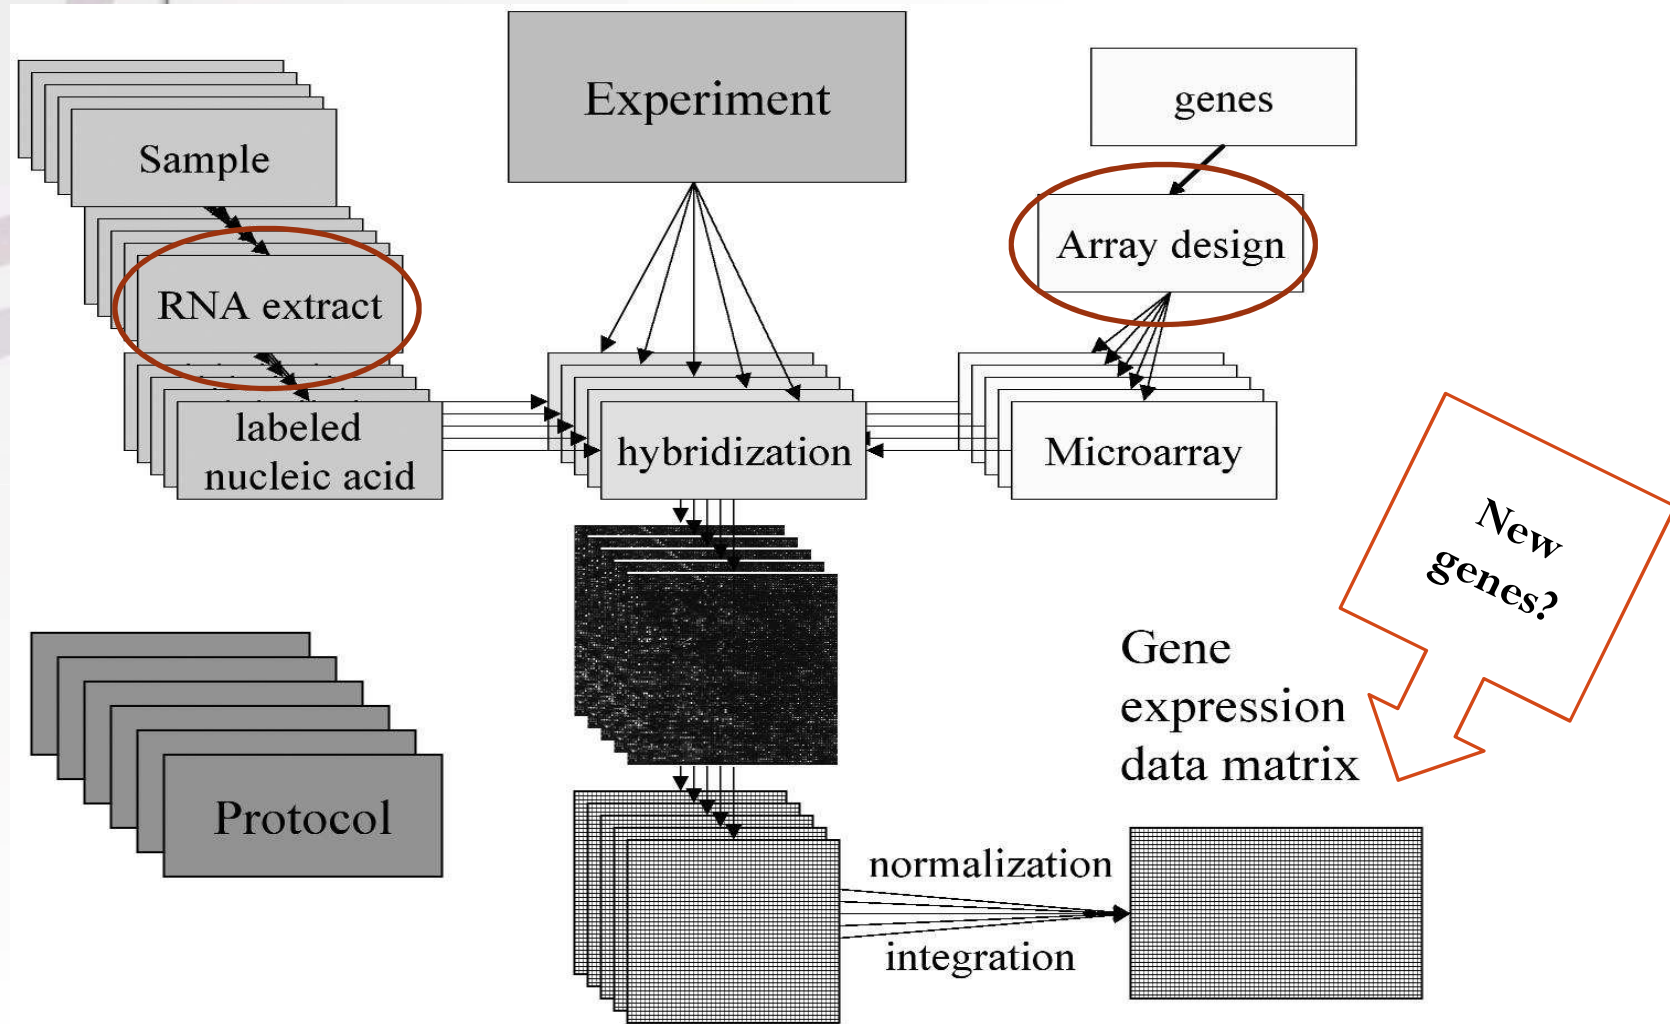 Experiment
genes
Sample
Array design
RNA extract
labeled
nucleic acid
hybridization
Microarray
New
genes?
Gene
expression
data matrix
Protocol
normalization
integration